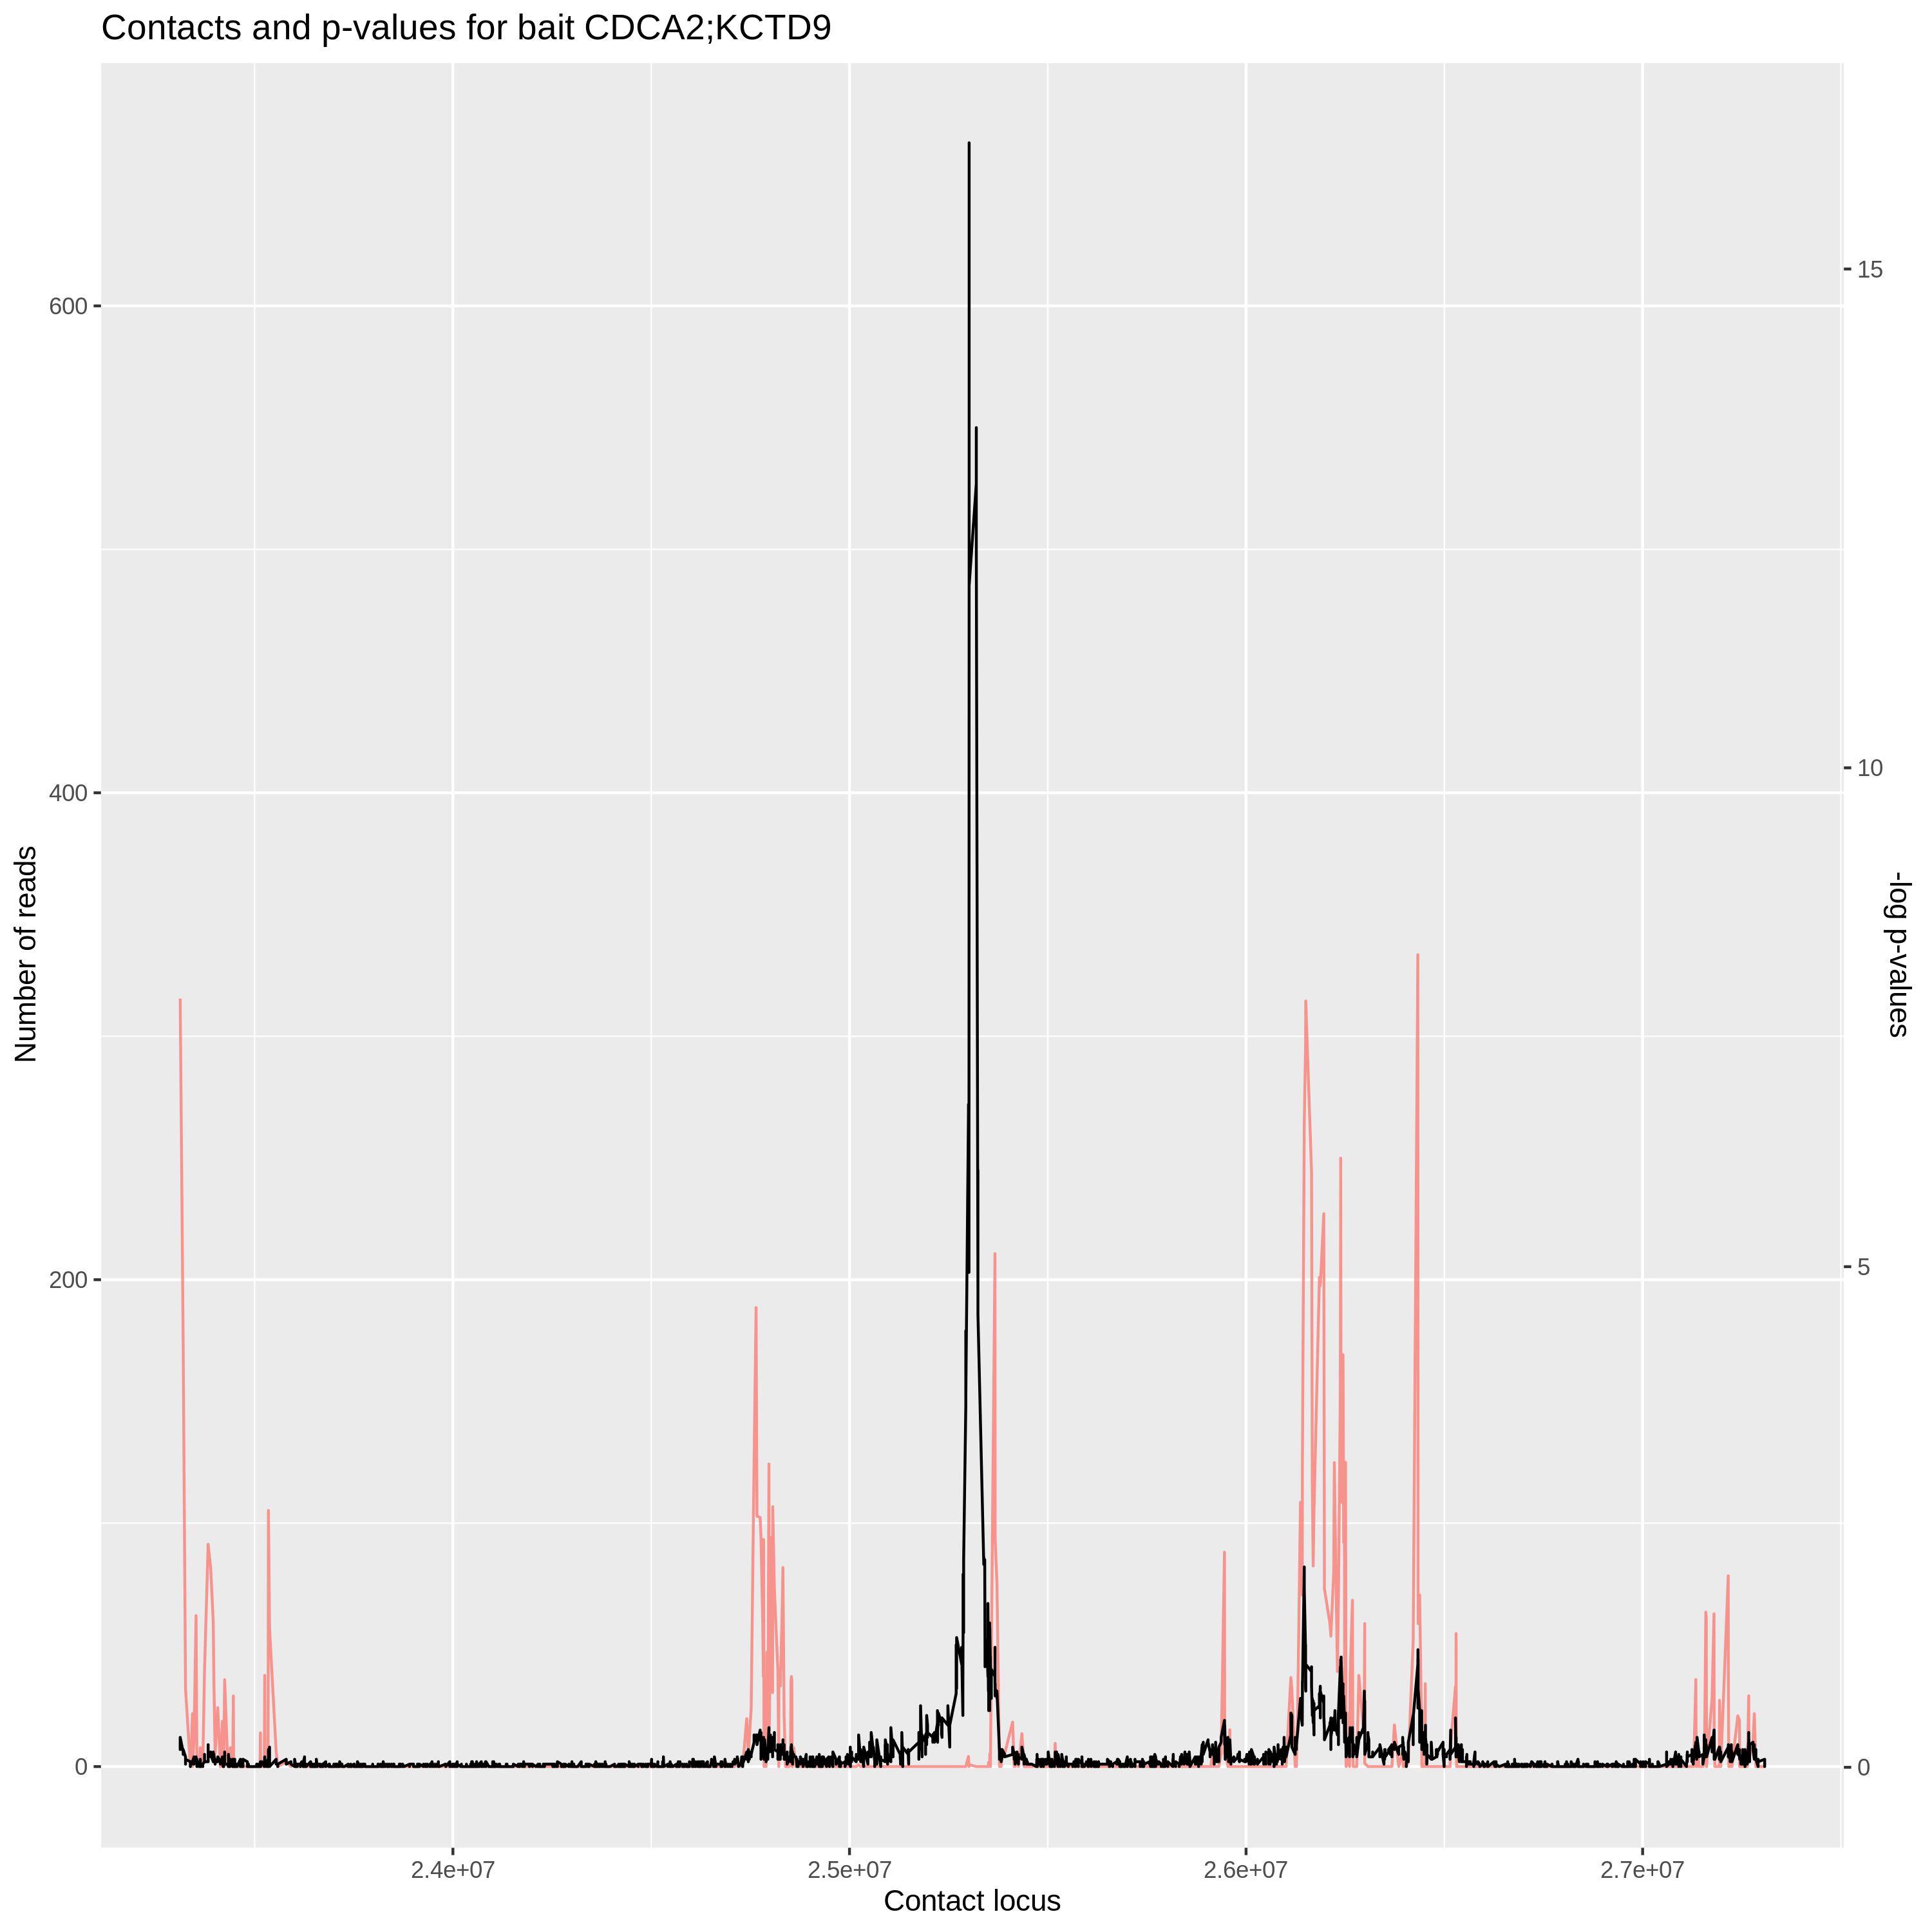 Contacts and p-values for bait CDCA2;KCTD9
600
400
200
0
Number of reads
15
10
5
0
-log p-values
2.4e+07
2.5e+07
2.6e+07
2.7e+07
Contact locus